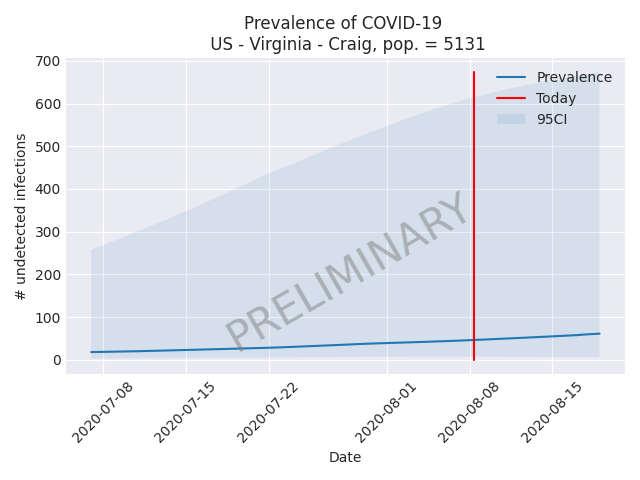 Prevalence of COVID-19
US - Virginia - Craig, pop. = 5131
700
600
500
400
300
200
100
0
# undetected infections
Prevalence
Today
95CI
PRELIMINARY
2020-07-08
2020-07-15
2020-07-22
2020-08-01
2020-08-08
2020-08-15
Date